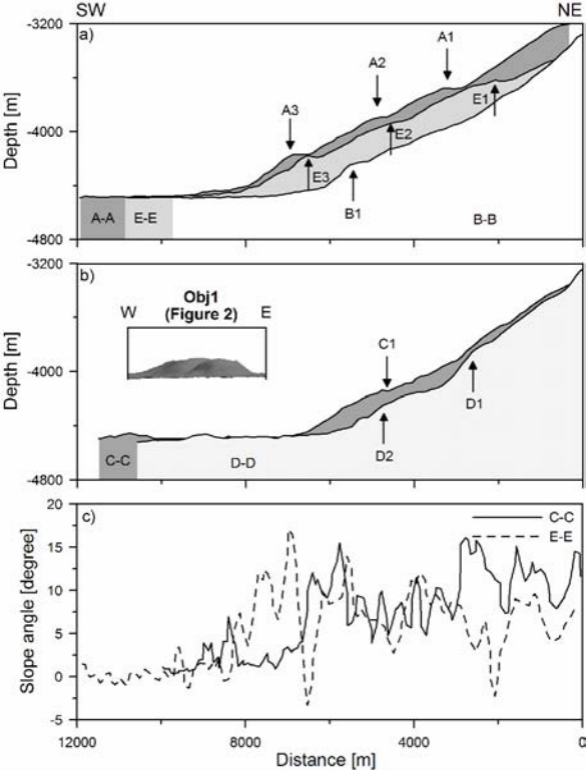 SW NE
-3200
a)
A1
A2
A3
E1
Depth [m]
-4000
E2
E3
B1
A-A E-E B-B
-4800
-3200
b)
Obj1
(Figure 2)
W E
C1
Depth [m]
-4000
D1
D2
C-C D-D
-4800
20
c)
C-C
E-E
15
10
Slope angle [degree]
5
0
-5
12000 8000 4000 0
Distance [m]